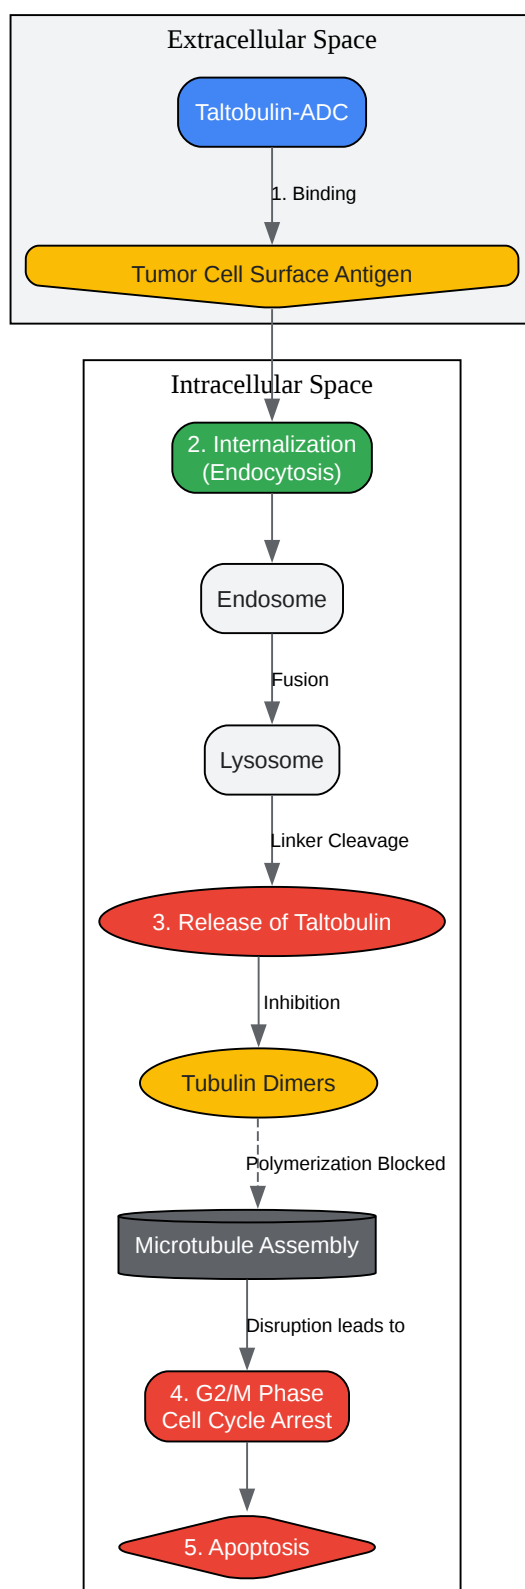 Extracellular Space
Taltobulin-ADC
1. Binding
Tumor Cell Surface Antigen
Intracellular Space
2. Internalization
(Endocytosis)
Endosome
Fusion
Lysosome
Linker Cleavage
3. Release of Taltobulin
Inhibition
Tubulin Dimers
Polymerization Blocked
Microtubule Assembly
Disruption leads to
4. G2/M Phase
Cell Cycle Arrest
5. Apoptosis